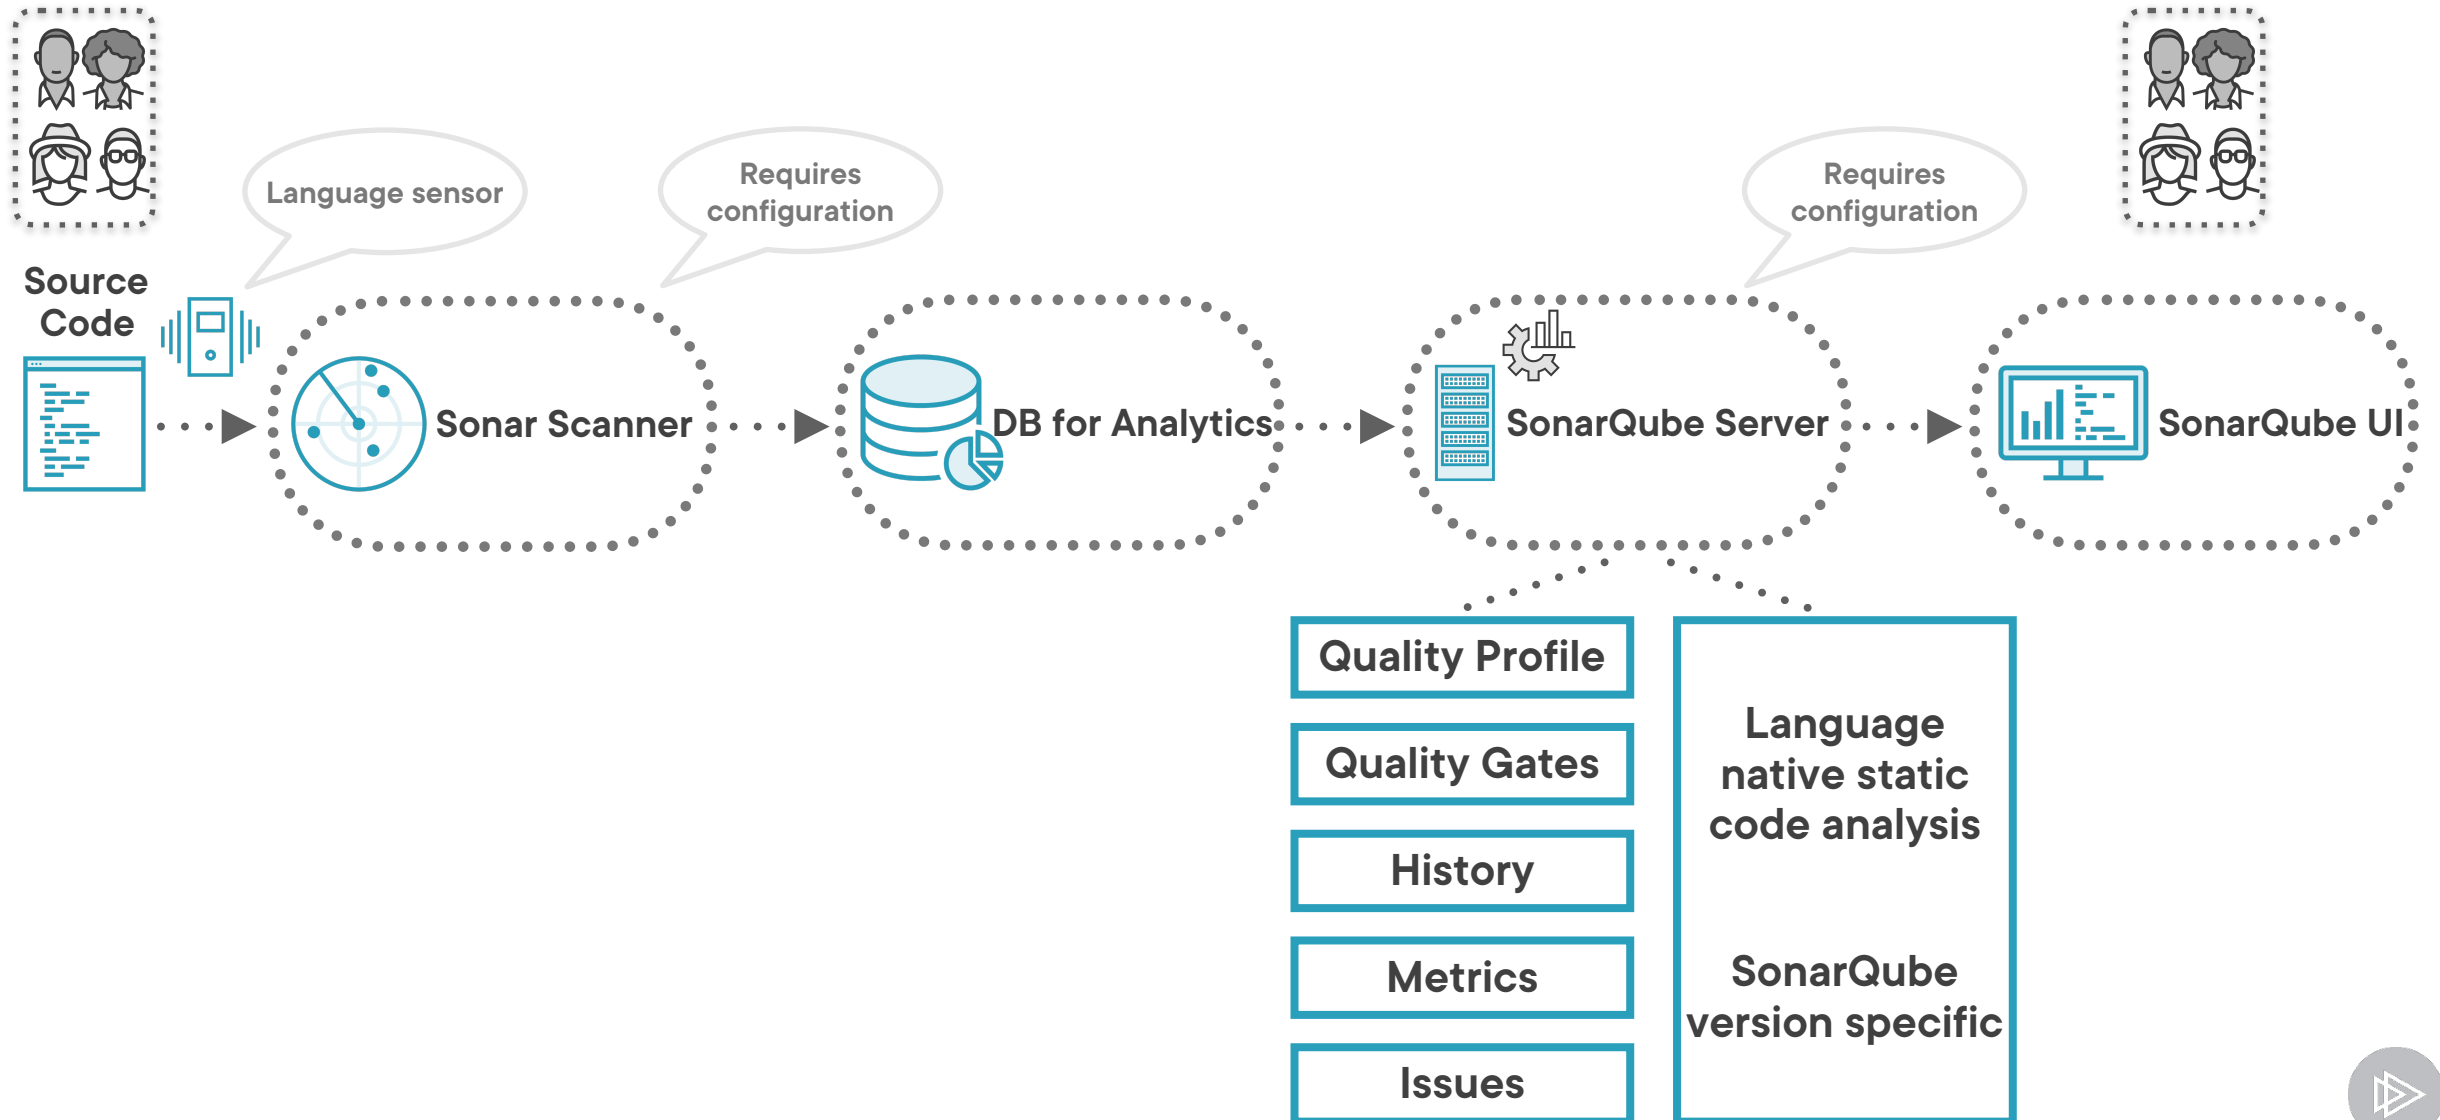 Language sensor
Requires
configuration
Requires
configuration
Source
Code
Sonar Scanner
DB for Analytics
SonarQube Server
SonarQube UI
Quality Profile
Quality Gates
History
Metrics
Issues
Language
native static
code analysis
SonarQube
version specific